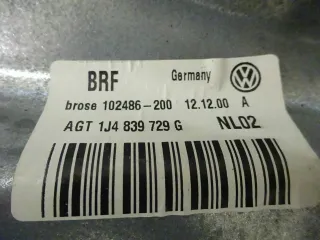 BRF Germany
brose 102486-200 12.12.00 A
AGT 1J4 839 729 G NL02